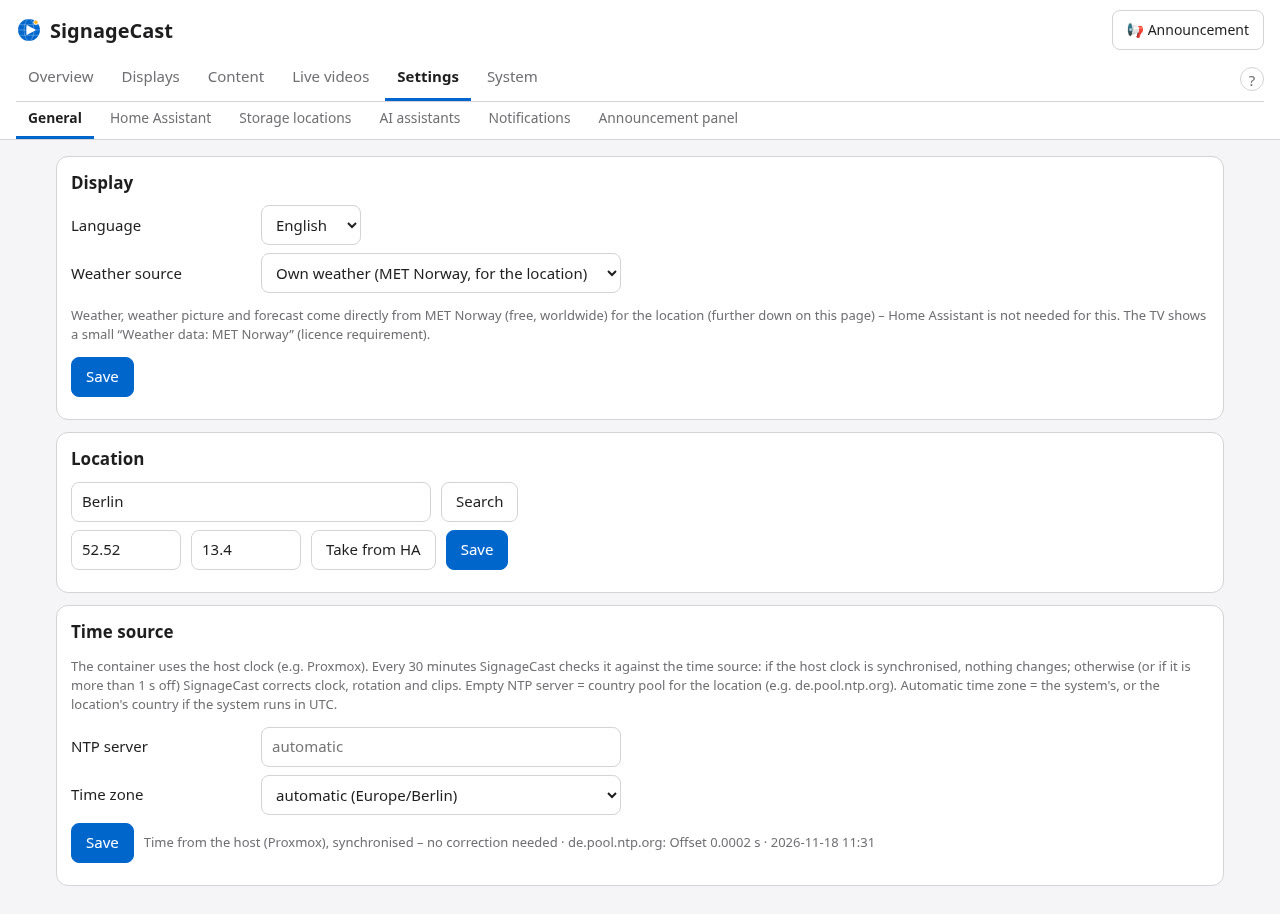 SignageCast
📢 Announcement
Overview Displays Content Live videos Settings System
?
General Home Assistant Storage locations AI assistants Notifications Announcement panel
Display
Language English
Weather source Own weather (MET Norway, for the location)
Weather, weather picture and forecast come directly from MET Norway (free, worldwide) for the location (further down on this page) – Home Assistant is not needed for this. The TV shows
a small “Weather data: MET Norway” (licence requirement).
Save
Location
Berlin Search
52.52 13.4 Take from HA Save
Time source
The container uses the host clock (e.g. Proxmox). Every 30 minutes SignageCast checks it against the time source: if the host clock is synchronised, nothing changes; otherwise (or if it is
more than 1 s off) SignageCast corrects clock, rotation and clips. Empty NTP server = country pool for the location (e.g. de.pool.ntp.org). Automatic time zone = the system's, or the
location's country if the system runs in UTC.
NTP server automatic
Time zone automatic (Europe/Berlin)
Save Time from the host (Proxmox), synchronised – no correction needed · de.pool.ntp.org: Offset 0.0002 s · 2026-11-18 11:31